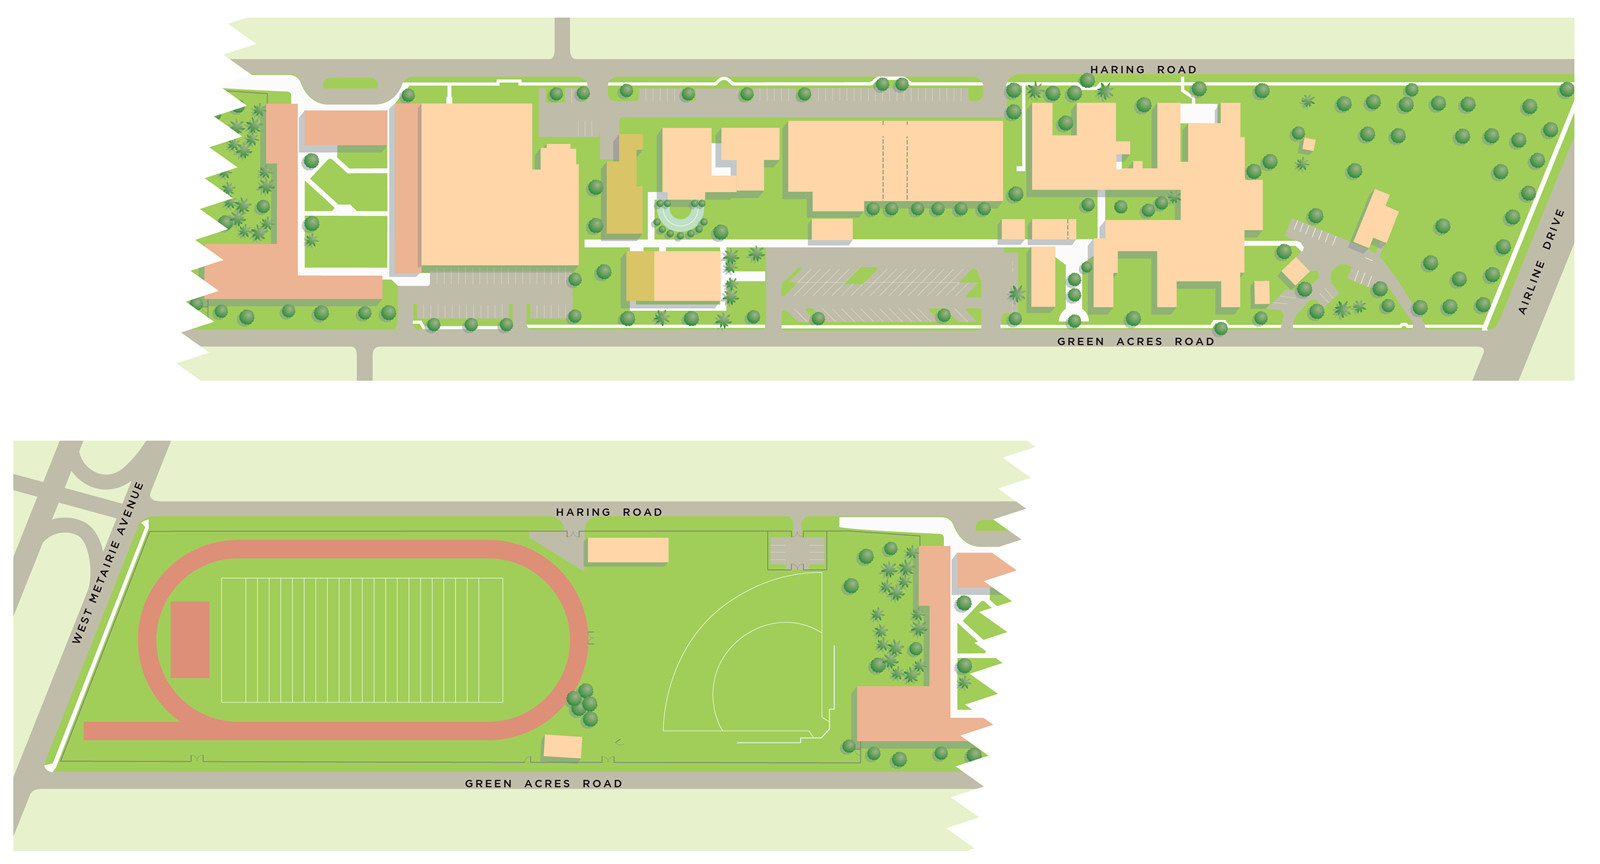 HARING ROAD
AIRLINE DRIVE
GREEN ACRES ROAD
WEST METAIRIE AVENUE
HARING ROAD
GREEN ACRES ROAD